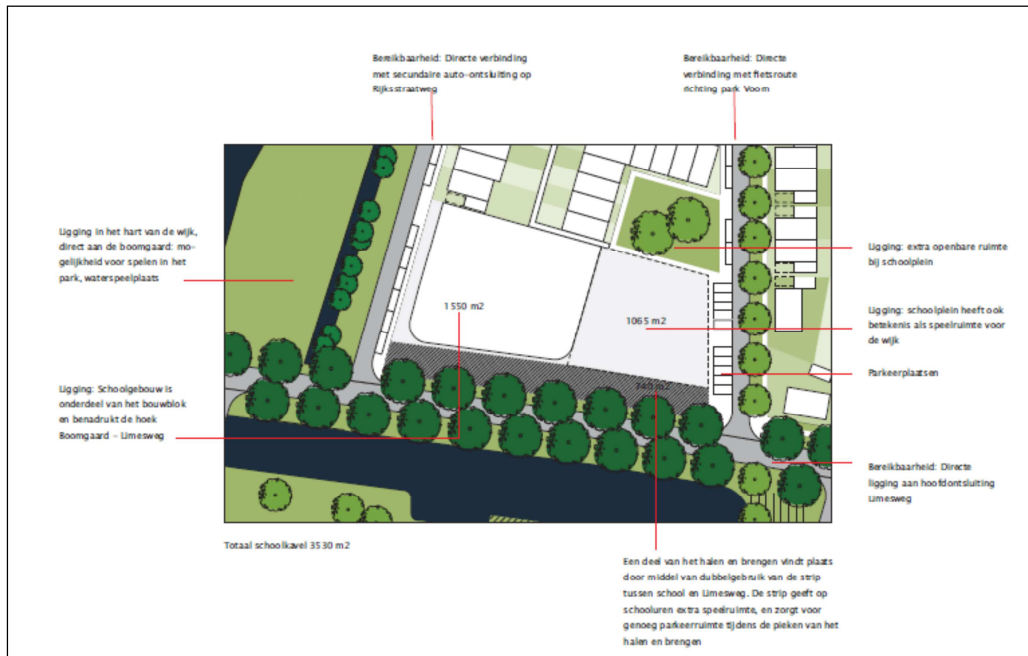 Bereikbaarheid: Directe verbinding
met secundaire auto-ontsluiting op
Rijksstraatweg
Bereikbaarheid: Directe
verbinding met fietsroute
richting park Voorn
Ligging in het hart van de wijk,
direct aan de boomgaard: mo-
gelijkheid voor spelen in het
park, waterspeelplaats
Ligging: extra openbare ruimte
bij schoolplein
1550 m2
1065 m2
Ligging: schoolplein heeft ook
betekenis als speelruimte voor
de wijk
Parkeerplaatsen
740 m2
Ligging: Schoolgebouw is
onderdeel van het bouwblok
en benadrukt de hoek
Boomgaard - Limesweg
Bereikbaarheid: Directe
ligging aan hoofdontsluiting
Limesweg
Totaal schoolkavel 3530 m2
Een deel van het halen en brengen vindt plaats
door middel van dubbelgebruik van de strip
tussen school en Limesweg. De strip geeft op
schooluren extra speelruimte, en zorgt voor
genoeg parkeerruimte tijdens de pieken van het
halen en brengen